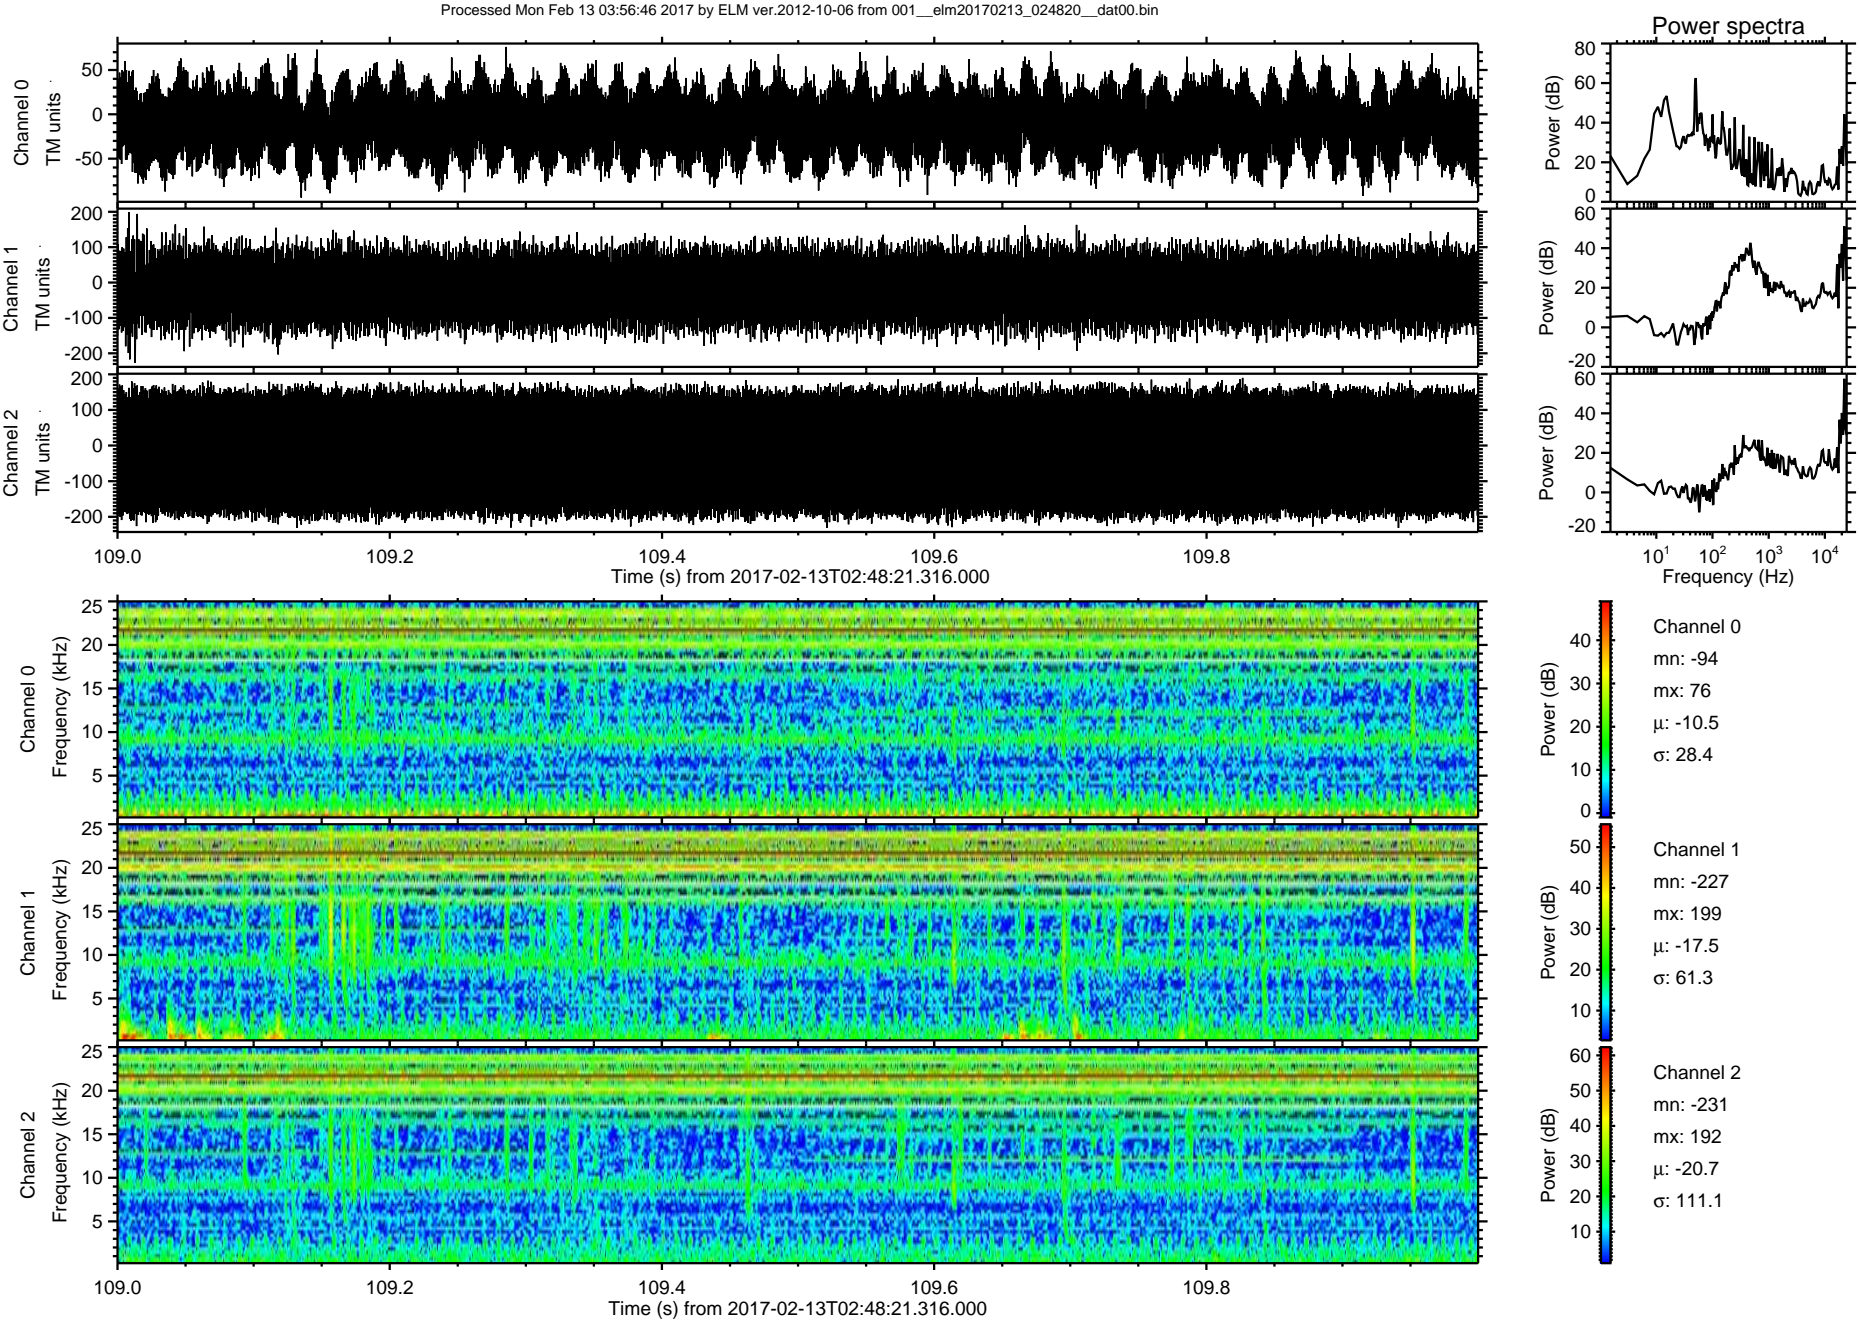 Processed Mon Feb 13 03:56:46 2017 by ELM ver.2012-10-06 from 001__elm20170213_024820__dat00.bin
Power spectra
Channel 0
TM units
50
0
-50
Power (dB)
80
60
40
20
0
Channel 1
TM units
200
100
0
-100
-200
Power (dB)
60
40
20
0
-20
Channel 2
TM units
200
100
0
-100
-200
Power (dB)
60
40
20
0
-20
109.0 109.2 109.4 109.6 109.8
Time (s) from 2017-02-13T02:48:21.316.000
10¹ 10² 10³ 10⁴
Frequency (Hz)
Channel 0
Frequency (kHz)
25
20
15
10
5
Power (dB)
40
30
20
10
0
Channel 0
mn: -94
mx: 76
μ: -10.5
σ: 28.4
Channel 1
Frequency (kHz)
25
20
15
10
5
Power (dB)
50
40
30
20
10
Channel 1
mn: -227
mx: 199
μ: -17.5
σ: 61.3
Channel 2
Frequency (kHz)
25
20
15
10
5
Power (dB)
60
50
40
30
20
10
Channel 2
mn: -231
mx: 192
μ: -20.7
σ: 111.1
109.0 109.2 109.4 109.6 109.8
Time (s) from 2017-02-13T02:48:21.316.000